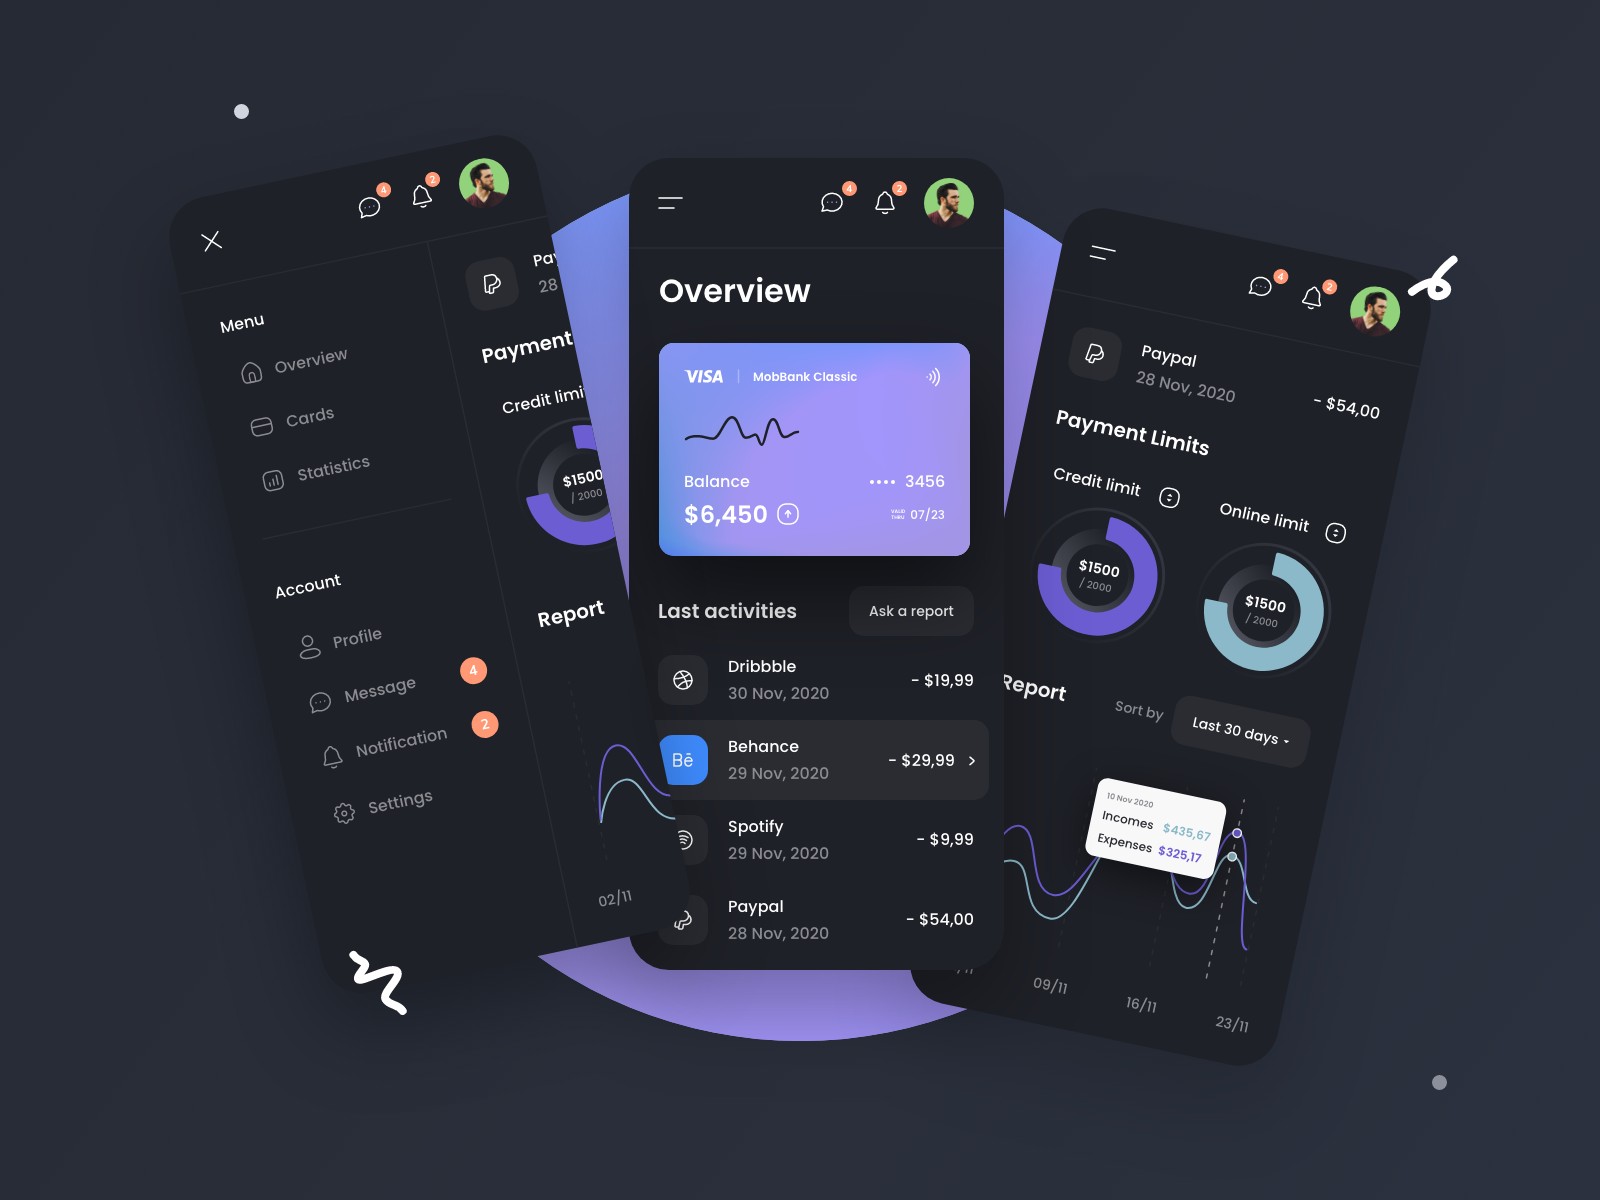 4
2
Menu
Overview
Cards
Statistics
Account
Profile
Message 4
Notification 2
Settings
Pay
28
Payment
Credit limi
$1500
/ 2000
Report
02/11
4
2
Overview
VISA MobBank Classic
Balance
•••• 3456
$6,450
VALID THRU 07/23
Last activities
Ask a report
Dribbble
30 Nov, 2020
- $19,99
Bē
Behance
29 Nov, 2020
- $29,99
Spotify
29 Nov, 2020
- $9,99
Paypal
28 Nov, 2020
- $54,00
4
2
Paypal
28 Nov, 2020
- $54,00
Payment Limits
Credit limit
$1500
/ 2000
Online limit
$1500
/ 2000
Report
Sort by
Last 30 days
10 Nov 2020
Incomes $435,67
Expenses $325,17
09/11
16/11
23/11